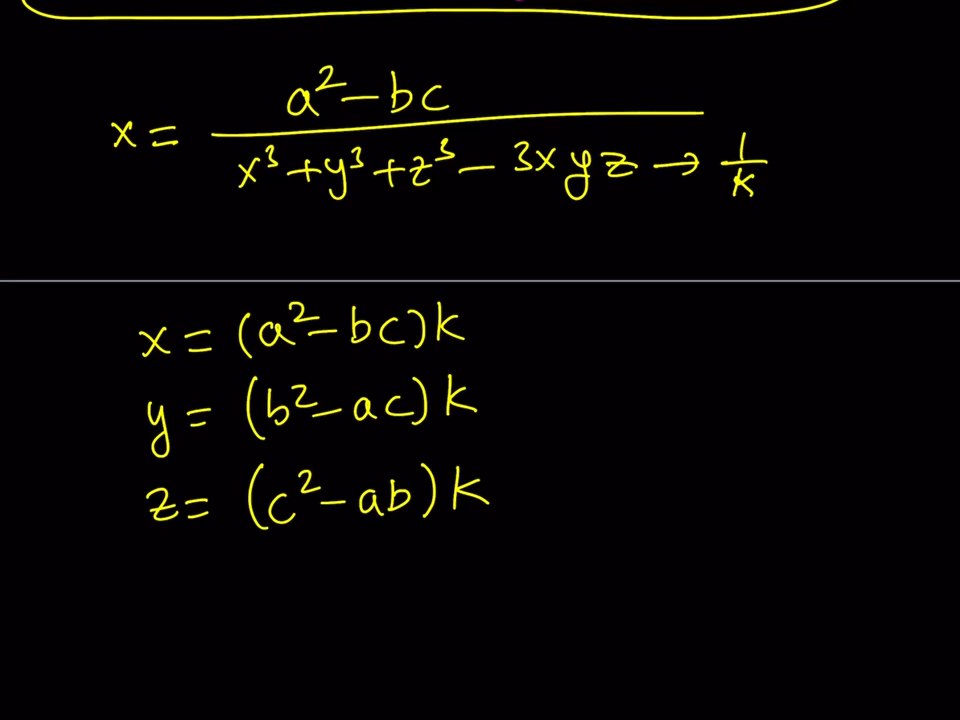 x = (a² − bc) / (x³ + y³ + z³ − 3xyz) → 1/k
x = (a² − bc) k
y = (b² − ac) k
z = (c² − ab) k